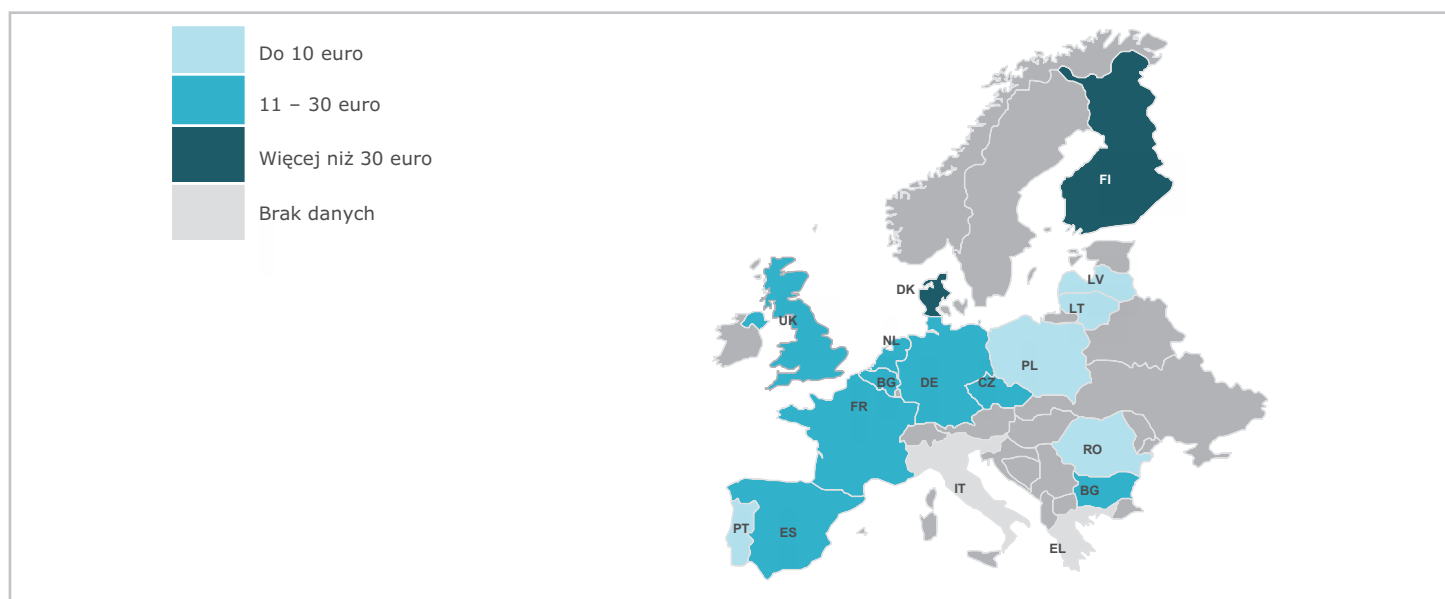 Do 10 euro
11 – 30 euro
Więcej niż 30 euro
Brak danych
FI
LV
DK
LT
UK
NL
PL
BG
DE
CZ
FR
RO
IT
BG
PT
ES
EL